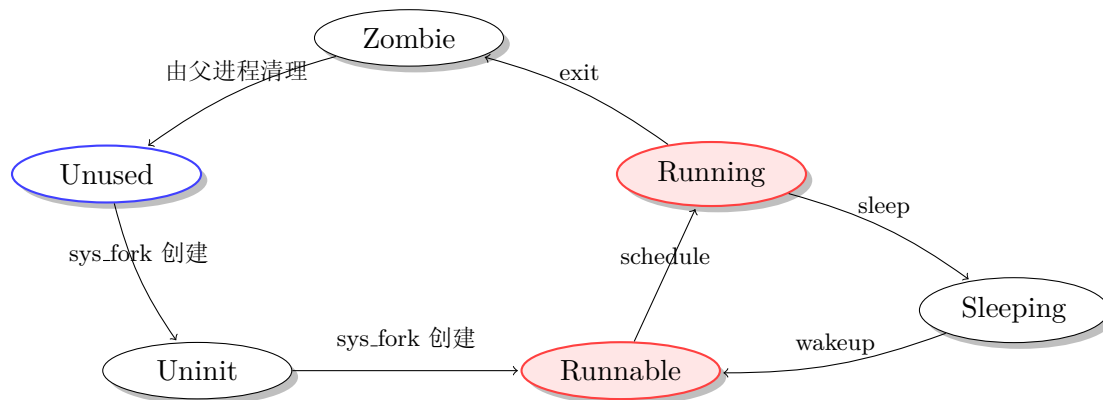 Zombie
由父进程清理
exit
Unused
Running
sleep
sys_fork 创建
schedule
Sleeping
sys_fork 创建
wakeup
Uninit
Runnable